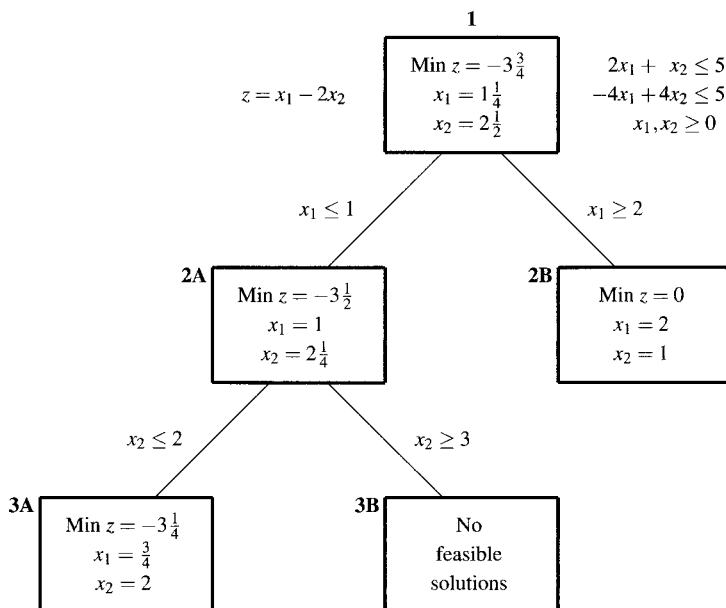 1
Min z = −3 3/4
x₁ = 1 1/4
x₂ = 2 1/2
z = x₁ − 2x₂
2x₁ + x₂ ≤ 5
−4x₁ + 4x₂ ≤ 5
x₁, x₂ ≥ 0
x₁ ≤ 1
x₁ ≥ 2
2A
Min z = −3 1/2
x₁ = 1
x₂ = 2 1/4
2B
Min z = 0
x₁ = 2
x₂ = 1
x₂ ≤ 2
x₂ ≥ 3
3A
Min z = −3 1/4
x₁ = 3/4
x₂ = 2
3B
No
feasible
solutions